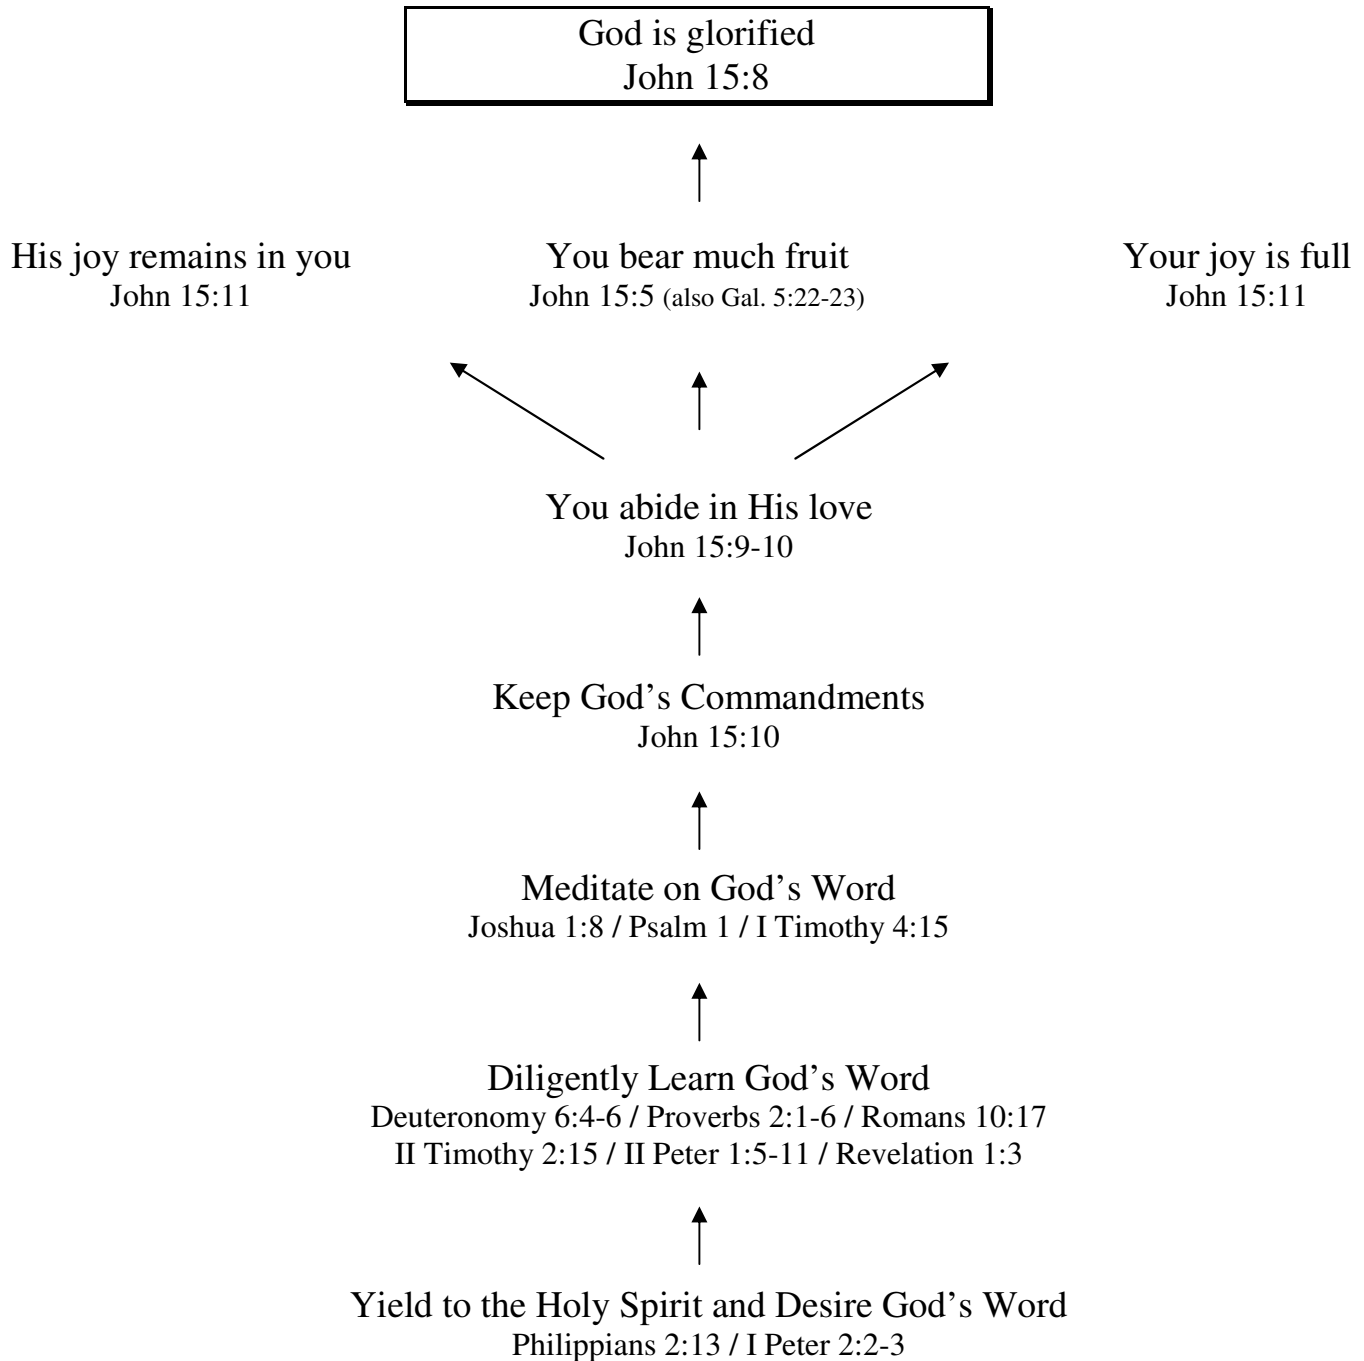 God is glorified
John 15:8
His joy remains in you
John 15:11
You bear much fruit
John 15:5 (also Gal. 5:22-23)
Your joy is full
John 15:11
You abide in His love
John 15:9-10
Keep God’s Commandments
John 15:10
Meditate on God’s Word
Joshua 1:8 / Psalm 1 / I Timothy 4:15
Diligently Learn God’s Word
Deuteronomy 6:4-6 / Proverbs 2:1-6 / Romans 10:17
II Timothy 2:15 / II Peter 1:5-11 / Revelation 1:3
Yield to the Holy Spirit and Desire God’s Word
Philippians 2:13 / I Peter 2:2-3